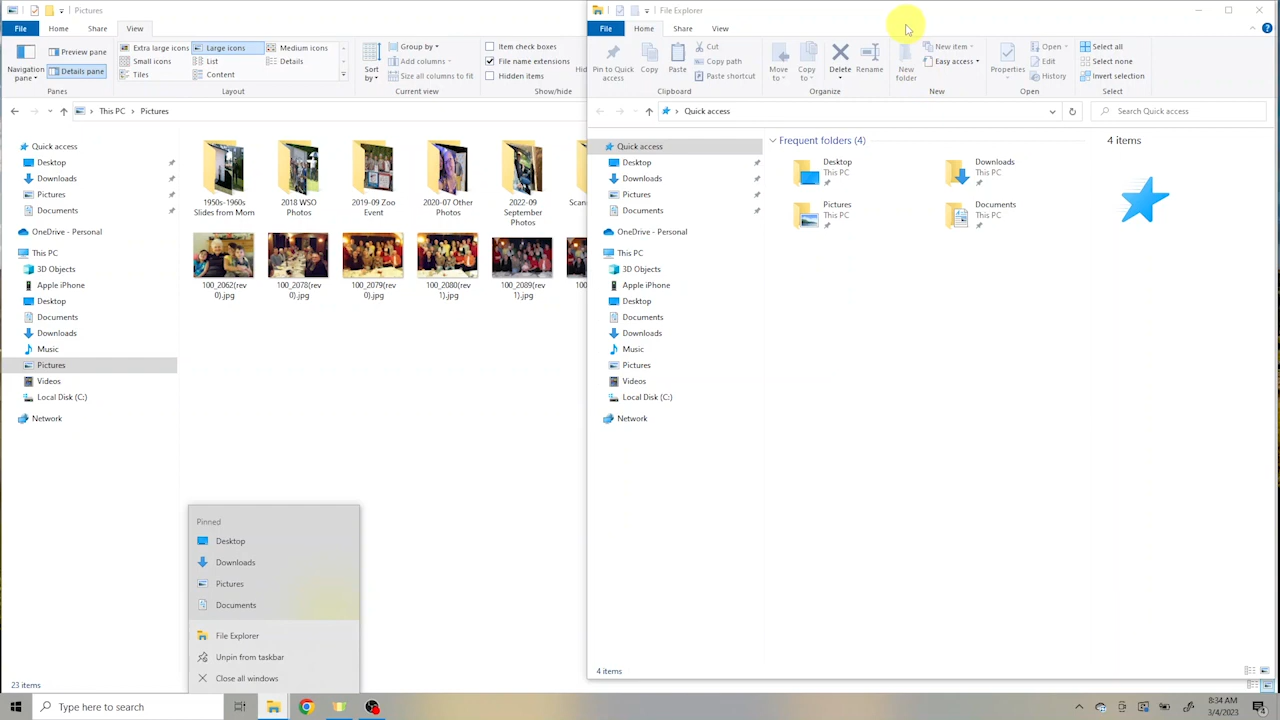 Pictures
File
Home
Share
View
Navigation
pane
Preview pane
Details pane
Panes
Extra large icons
Large icons
Medium icons
Small icons
List
Details
Tiles
Content
Layout
Sort
by
Group by
Add columns
Size all columns to fit
Current view
Item check boxes
File name extensions
Hidden items
Show/hide
This PC
Pictures
Quick access
Desktop
Downloads
Pictures
Documents
OneDrive - Personal
This PC
3D Objects
Apple iPhone
Desktop
Documents
Downloads
Music
Pictures
Videos
Local Disk (C:)
Network
1950s-1960s
Slides from Mom
2018 WSO
Photos
2019-09 Zoo
Event
2020-07 Other
Photos
2022-09
September
Photos
100_2062(rev
0).jpg
100_2078(rev
0).jpg
100_2079(rev
0).jpg
100_2080(rev
1).jpg
100_2089(rev
1).jpg
23 items
Pinned
Desktop
Downloads
Pictures
Documents
File Explorer
Unpin from taskbar
Close all windows
File Explorer
File
Home
Share
View
Pin to Quick
access
Copy
Paste
Cut
Copy path
Paste shortcut
Clipboard
Move
to
Copy
to
Delete
Rename
Organize
New
folder
New item
Easy access
New
Properties
Open
Edit
History
Open
Select all
Select none
Invert selection
Select
Quick access
Search Quick access
Quick access
Desktop
Downloads
Pictures
Documents
OneDrive - Personal
This PC
3D Objects
Apple iPhone
Desktop
Documents
Downloads
Music
Pictures
Videos
Local Disk (C:)
Network
Frequent folders (4)
Desktop
This PC
Downloads
This PC
Pictures
This PC
Documents
This PC
4 items
4 items
Type here to search
8:34 AM
3/4/2023